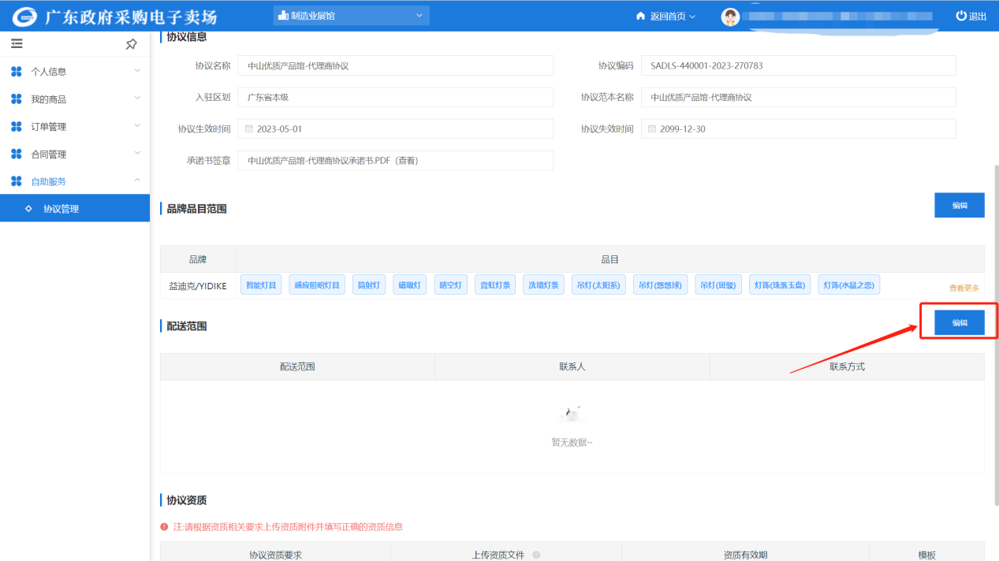 广东政府采购电子卖场 制造业展馆 返回首页 退出
个人信息
我的商品
订单管理
合同管理
自助服务
协议管理
协议信息
协议名称 中山优质产品馆-代理商协议 协议编码 SADLS-440001-2023-270783
入驻区划 广东省本级 协议范本名称 中山优质产品馆-代理商协议
协议生效时间 2023-05-01 协议失效时间 2099-12-30
承诺书签章 中山优质产品馆-代理商协议承诺书.PDF（查看）
品牌品目范围 编辑
品牌 品目
益迪克/YIDIKE 智能灯具 感应照明灯具 筒射灯 磁吸灯 晴空灯 霓虹灯条 洗墙灯条 吊灯(太阳系) 吊灯(悠悠球) 吊灯(斑驳) 灯饰(珠落玉盘) 灯饰(水晶之恋) 查看更多
配送范围 编辑
配送范围 联系人 联系方式
暂无数据~
协议资质
注:请根据资质相关要求上传资质附件并填写正确的资质信息
协议资质要求 上传资质文件 资质有效期 模板